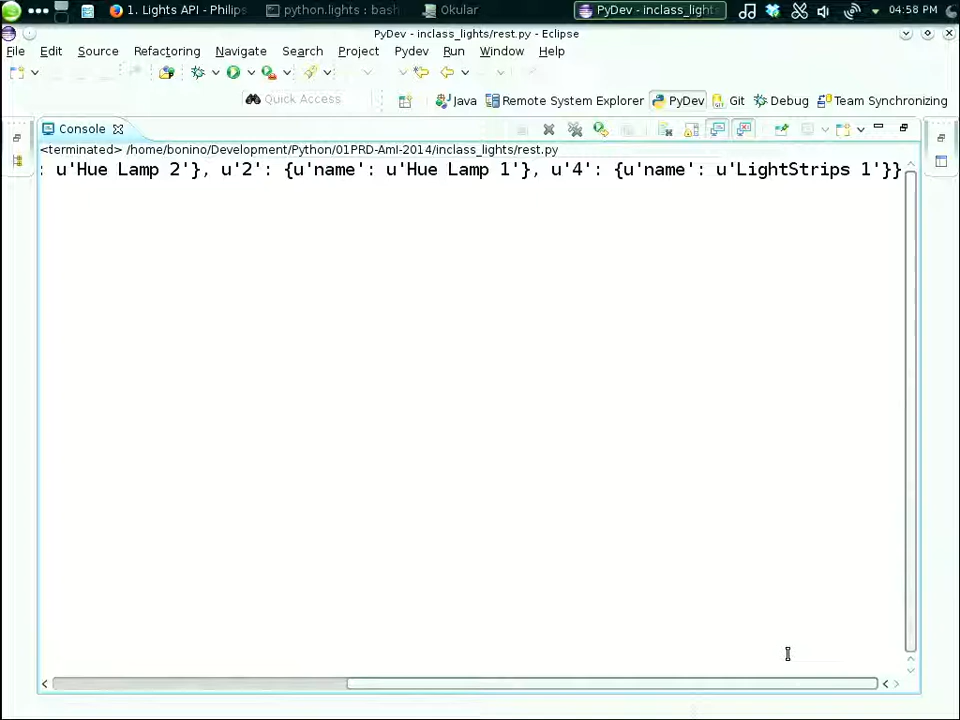 1. Lights API - Philips
python.lights : bash
Okular
PyDev - inclass_lights
04:58 PM
PyDev - inclass_lights/rest.py - Eclipse
File Edit Source Refactoring Navigate Search Project Pydev Run Window Help
Quick Access
Java Remote System Explorer PyDev Git Debug Team Synchronizing
Console
<terminated> /home/bonino/Development/Python/01PRD-AmI-2014/inclass_lights/rest.py
: u'Hue Lamp 2'}, u'2': {u'name': u'Hue Lamp 1'}, u'4': {u'name': u'LightStrips 1'}}